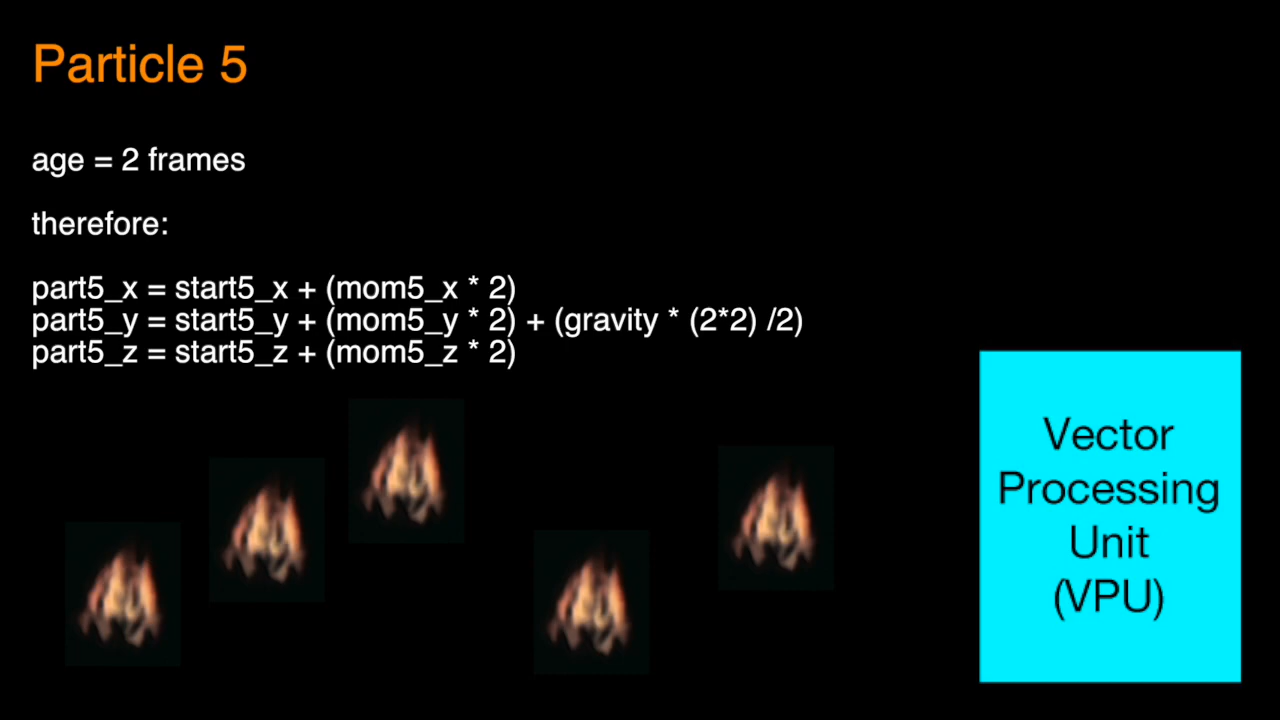 Particle 5
age = 2 frames
therefore:
part5_x = start5_x + (mom5_x * 2)
part5_y = start5_y + (mom5_y * 2) + (gravity * (2*2) /2)
part5_z = start5_z + (mom5_z * 2)
Vector
Processing
Unit
(VPU)